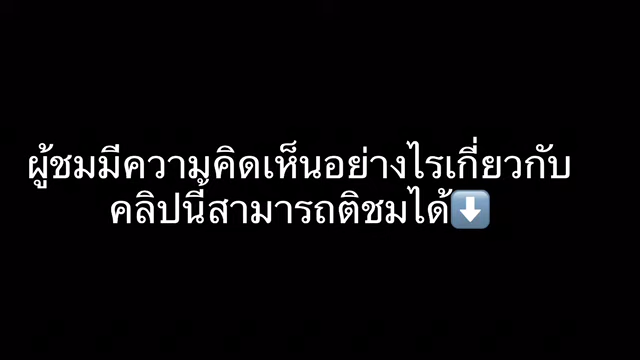 ผู้ชมมีความคิดเห็นอย่างไรเกี่ยวกับ
คลิปนี้สามารถติชมได้⬇️